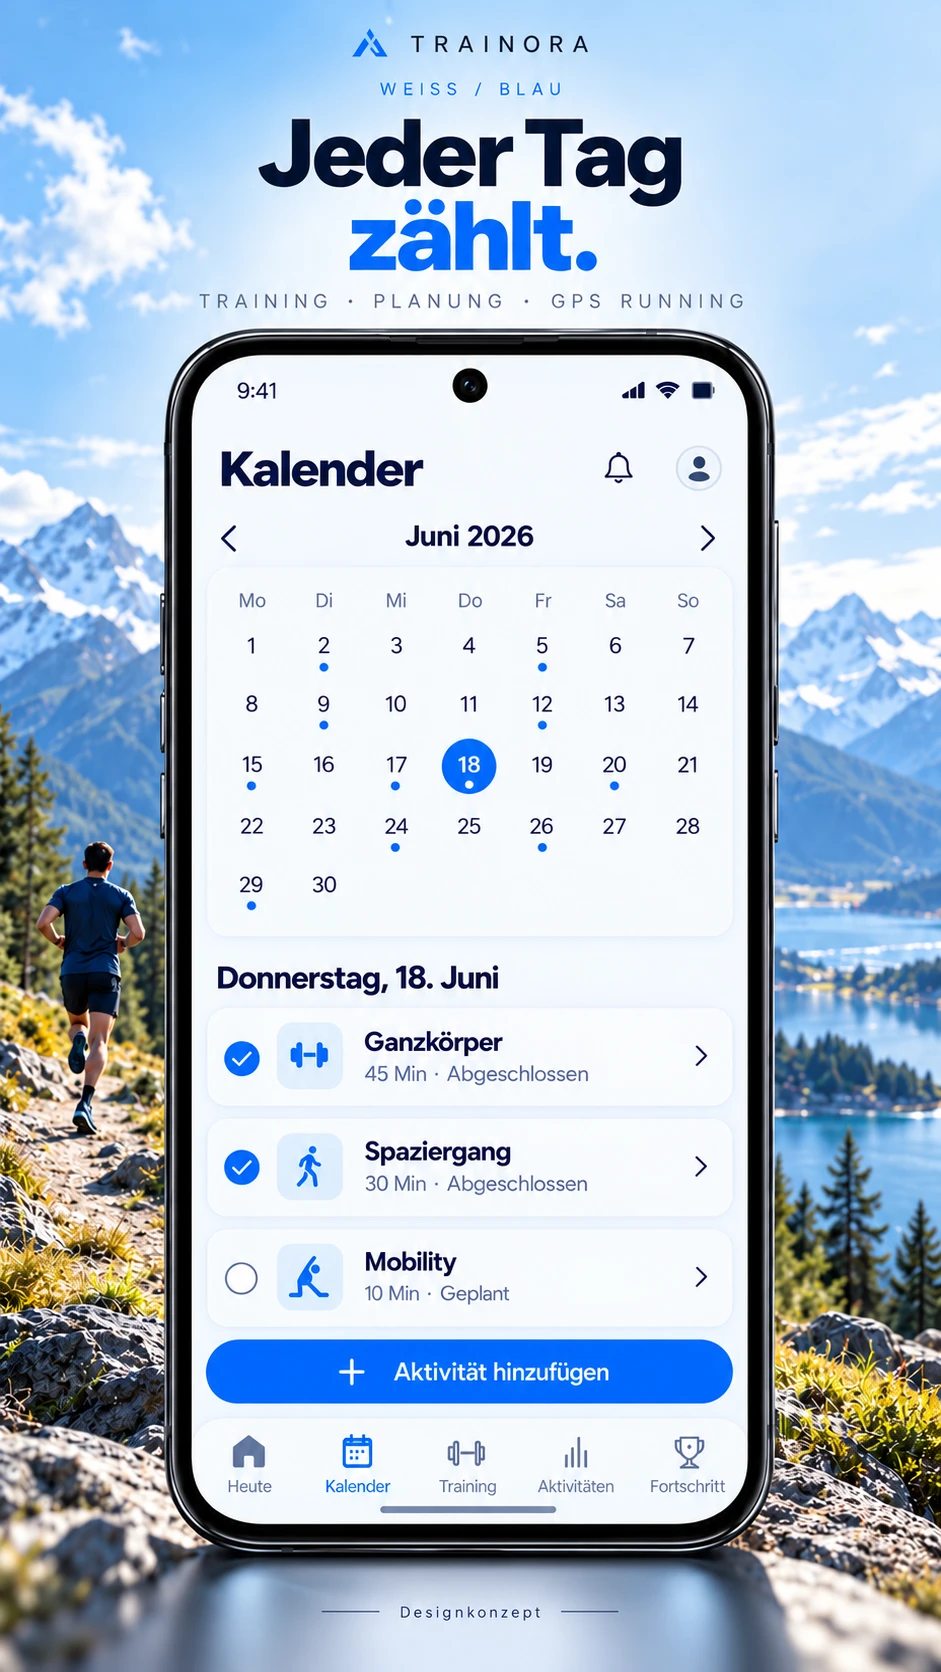 TRAINORA
WEISS / BLAU
Jeder Tag
zählt.
TRAINING · PLANUNG · GPS RUNNING
9:41
Kalender
Juni 2026
Mo Di Mi Do Fr Sa So
1 2 3 4 5 6 7
8 9 10 11 12 13 14
15 16 17 18 19 20 21
22 23 24 25 26 27 28
29 30
Donnerstag, 18. Juni
Ganzkörper
45 Min · Abgeschlossen
Spaziergang
30 Min · Abgeschlossen
Mobility
10 Min · Geplant
+ Aktivität hinzufügen
Heute Kalender Training Aktivitäten Fortschritt
Designkonzept